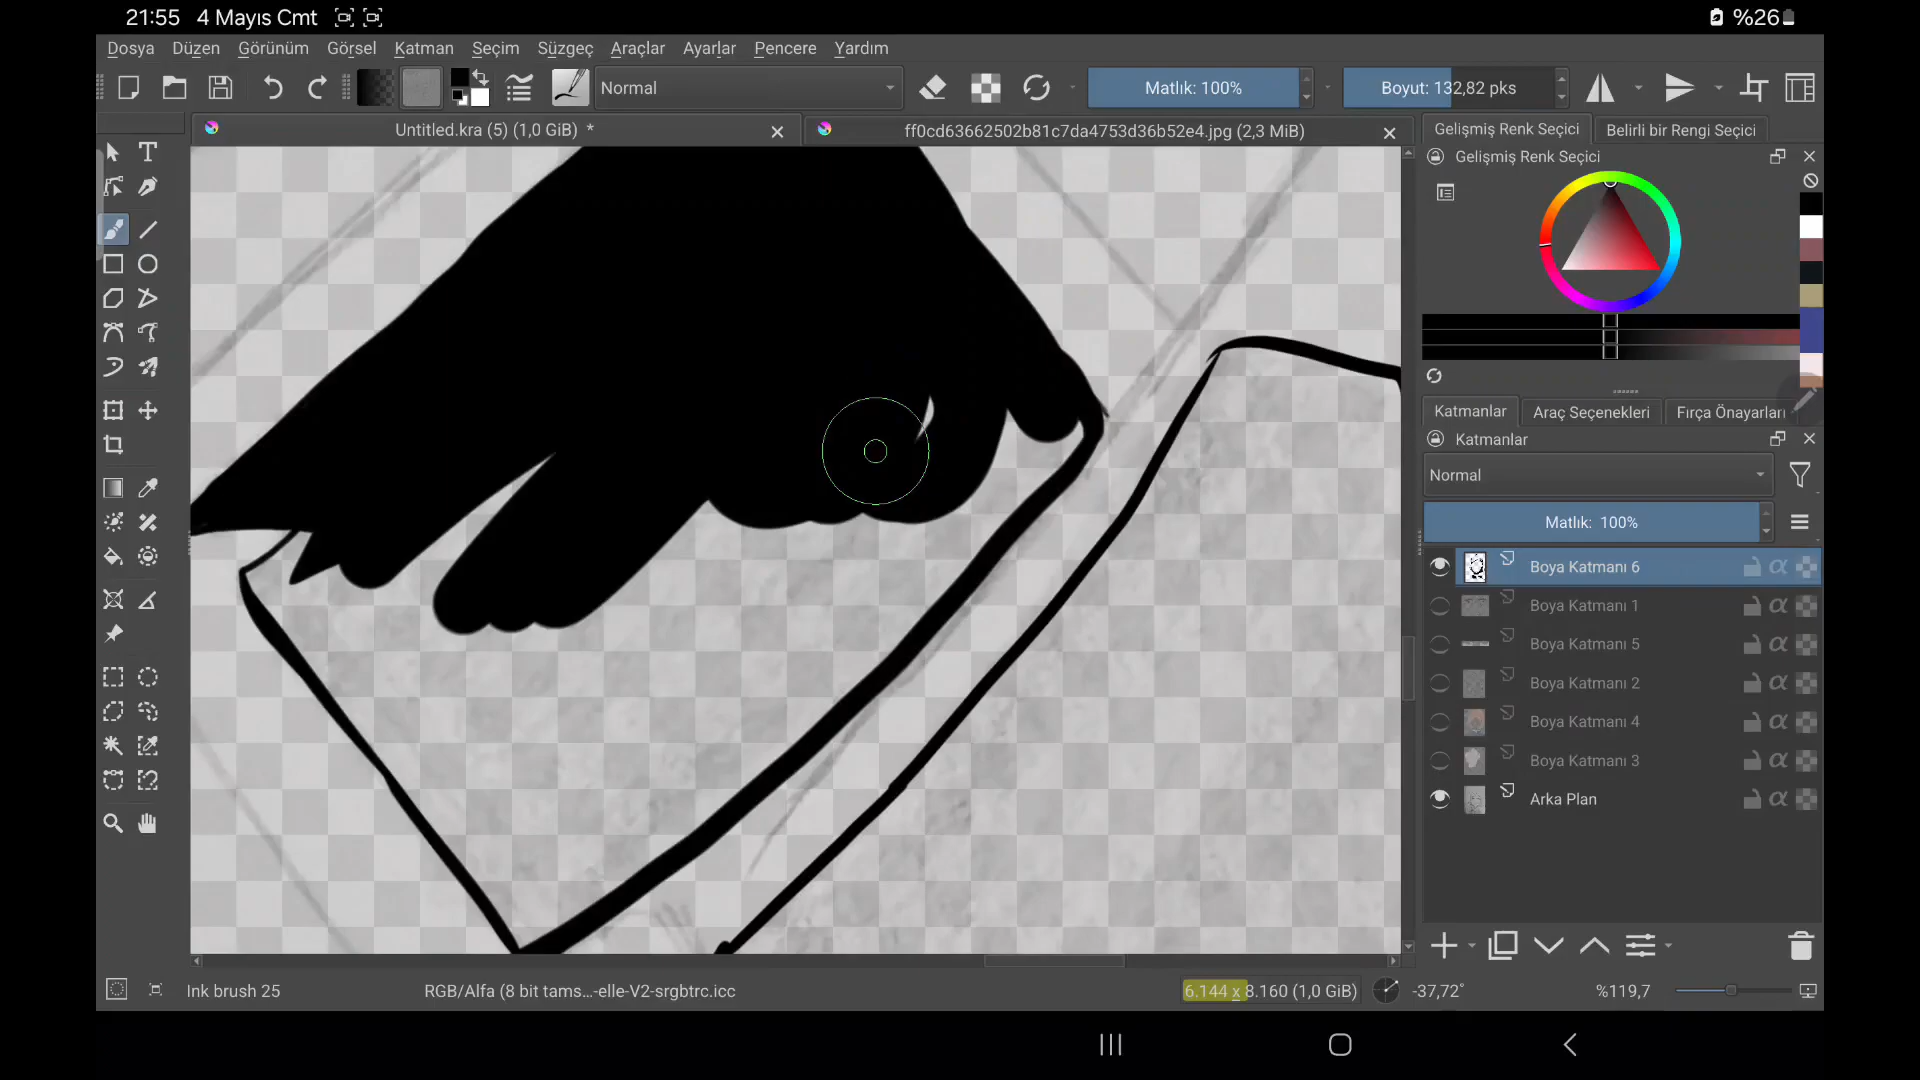 21:55 4 Mayıs Cmt %26
Dosya Düzen Görünüm Görsel Katman Seçim Süzgeç Araçlar Ayarlar Pencere Yardım
Normal Matlık: 100% Boyut: 132,82 pks
Untitled.kra (5) (1,0 GiB) * ff0cd63662502b81c7da4753d36b52e4.jpg (2,3 MiB)
Gelişmiş Renk Seçici Belirli bir Rengi Seçici
Gelişmiş Renk Seçici
Katmanlar Araç Seçenekleri Fırça Önayarları
Katmanlar
Normal
Matlık: 100%
Boya Katmanı 6
Boya Katmanı 1
Boya Katmanı 5
Boya Katmanı 2
Boya Katmanı 4
Boya Katmanı 3
Arka Plan
Ink brush 25 RGB/Alfa (8 bit tams...-elle-V2-srgbtrc.icc 6.144 x 8.160 (1,0 GiB) -37,72° %119,7